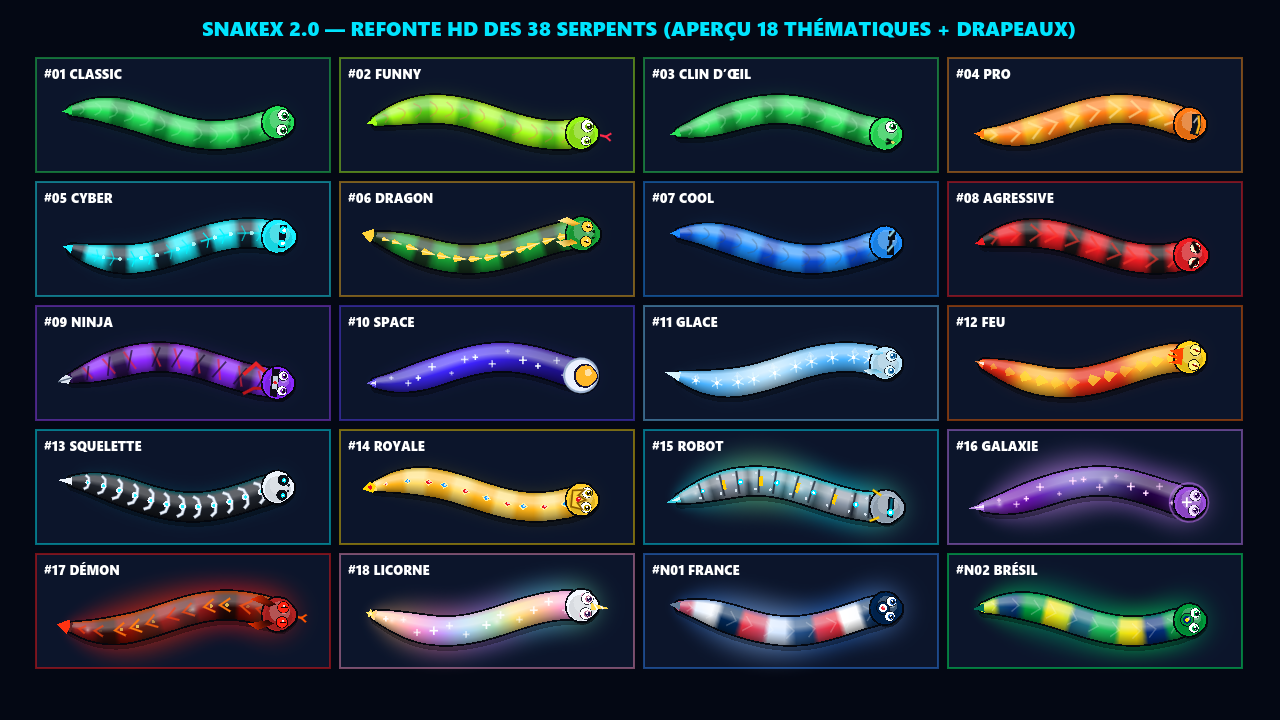 SNAKEX 2.0 — REFONTE HD DES 38 SERPENTS (APERÇU 18 THÉMATIQUES + DRAPEAUX)
#01 CLASSIC
#02 FUNNY
#03 CLIN D’ŒIL
#04 PRO
#05 CYBER
#06 DRAGON
#07 COOL
#08 AGRESSIVE
#09 NINJA
#10 SPACE
#11 GLACE
#12 FEU
#13 SQUELETTE
#14 ROYALE
#15 ROBOT
#16 GALAXIE
#17 DÉMON
#18 LICORNE
#N01 FRANCE
#N02 BRÉSIL